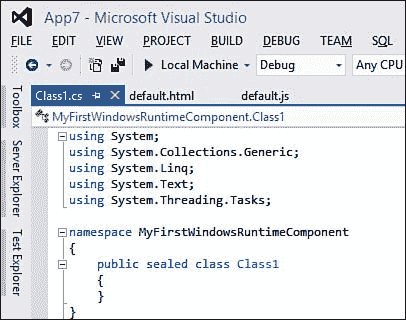 App7 - Microsoft Visual Studio
FILE EDIT VIEW PROJECT BUILD DEBUG TEAM SQL
Local Machine Debug Any CPU
Toolbox
Server Explorer
Test Explorer
Class1.cs default.html default.js
MyFirstWindowsRuntimeComponent.Class1
using System;
using System.Collections.Generic;
using System.Linq;
using System.Text;
using System.Threading.Tasks;
namespace MyFirstWindowsRuntimeComponent
{
public sealed class Class1
{
}
}